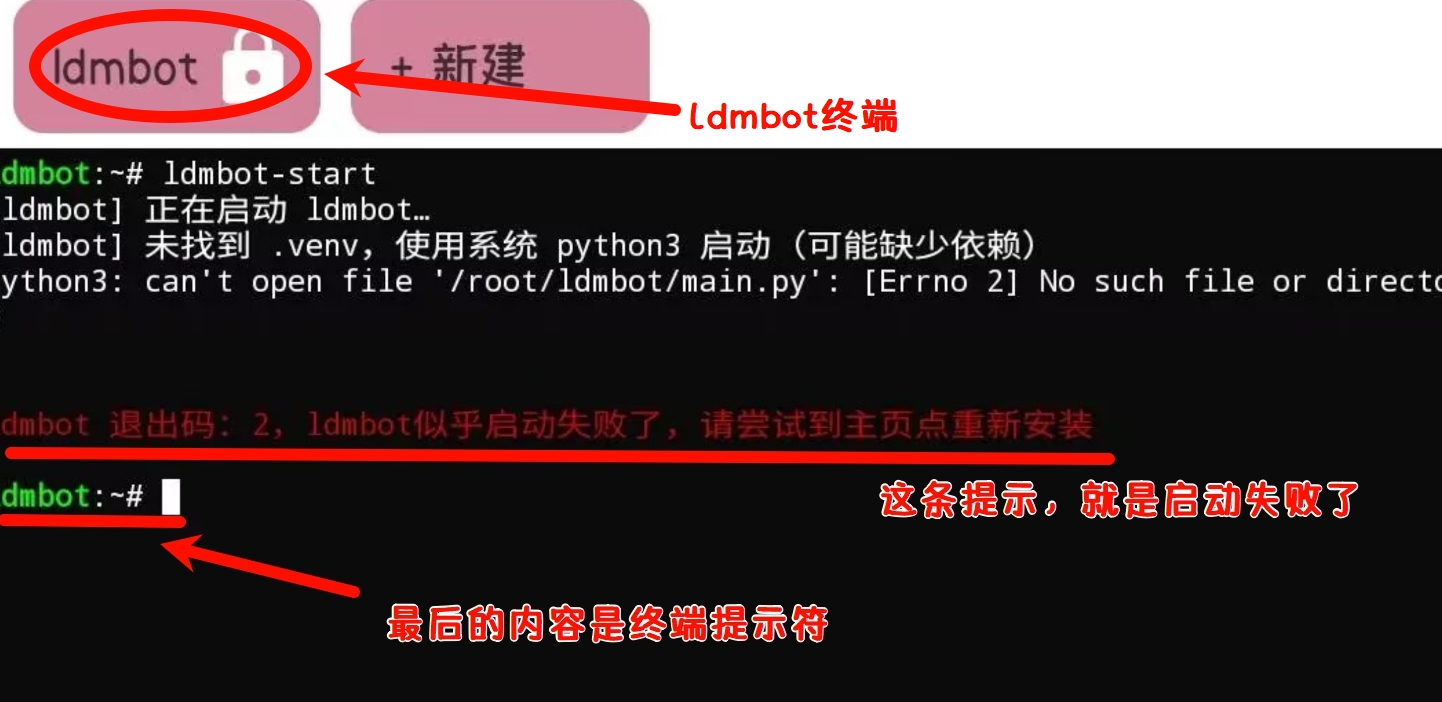 ldmbot
+ 新建
ldmbot终端
dmbot:~# ldmbot-start
ldmbot] 正在启动 ldmbot…
ldmbot] 未找到 .venv，使用系统 python3 启动（可能缺少依赖）
ython3: can't open file '/root/ldmbot/main.py': [Errno 2] No such file or directo
dmbot 退出码：2，ldmbot似乎启动失败了，请尝试到主页点重新安装
dmbot:~#
这条提示，就是启动失败了
最后的内容是终端提示符